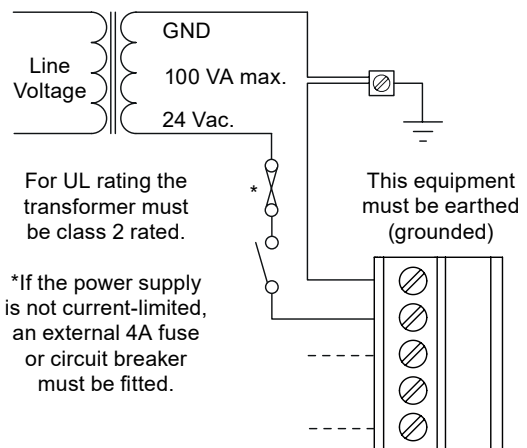 GND
Line
Voltage
100 VA max.
24 Vac.
*
For UL rating the
transformer must
be class 2 rated.
This equipment
must be earthed
(grounded)
*If the power supply
is not current-limited,
an external 4A fuse
or circuit breaker
must be fitted.